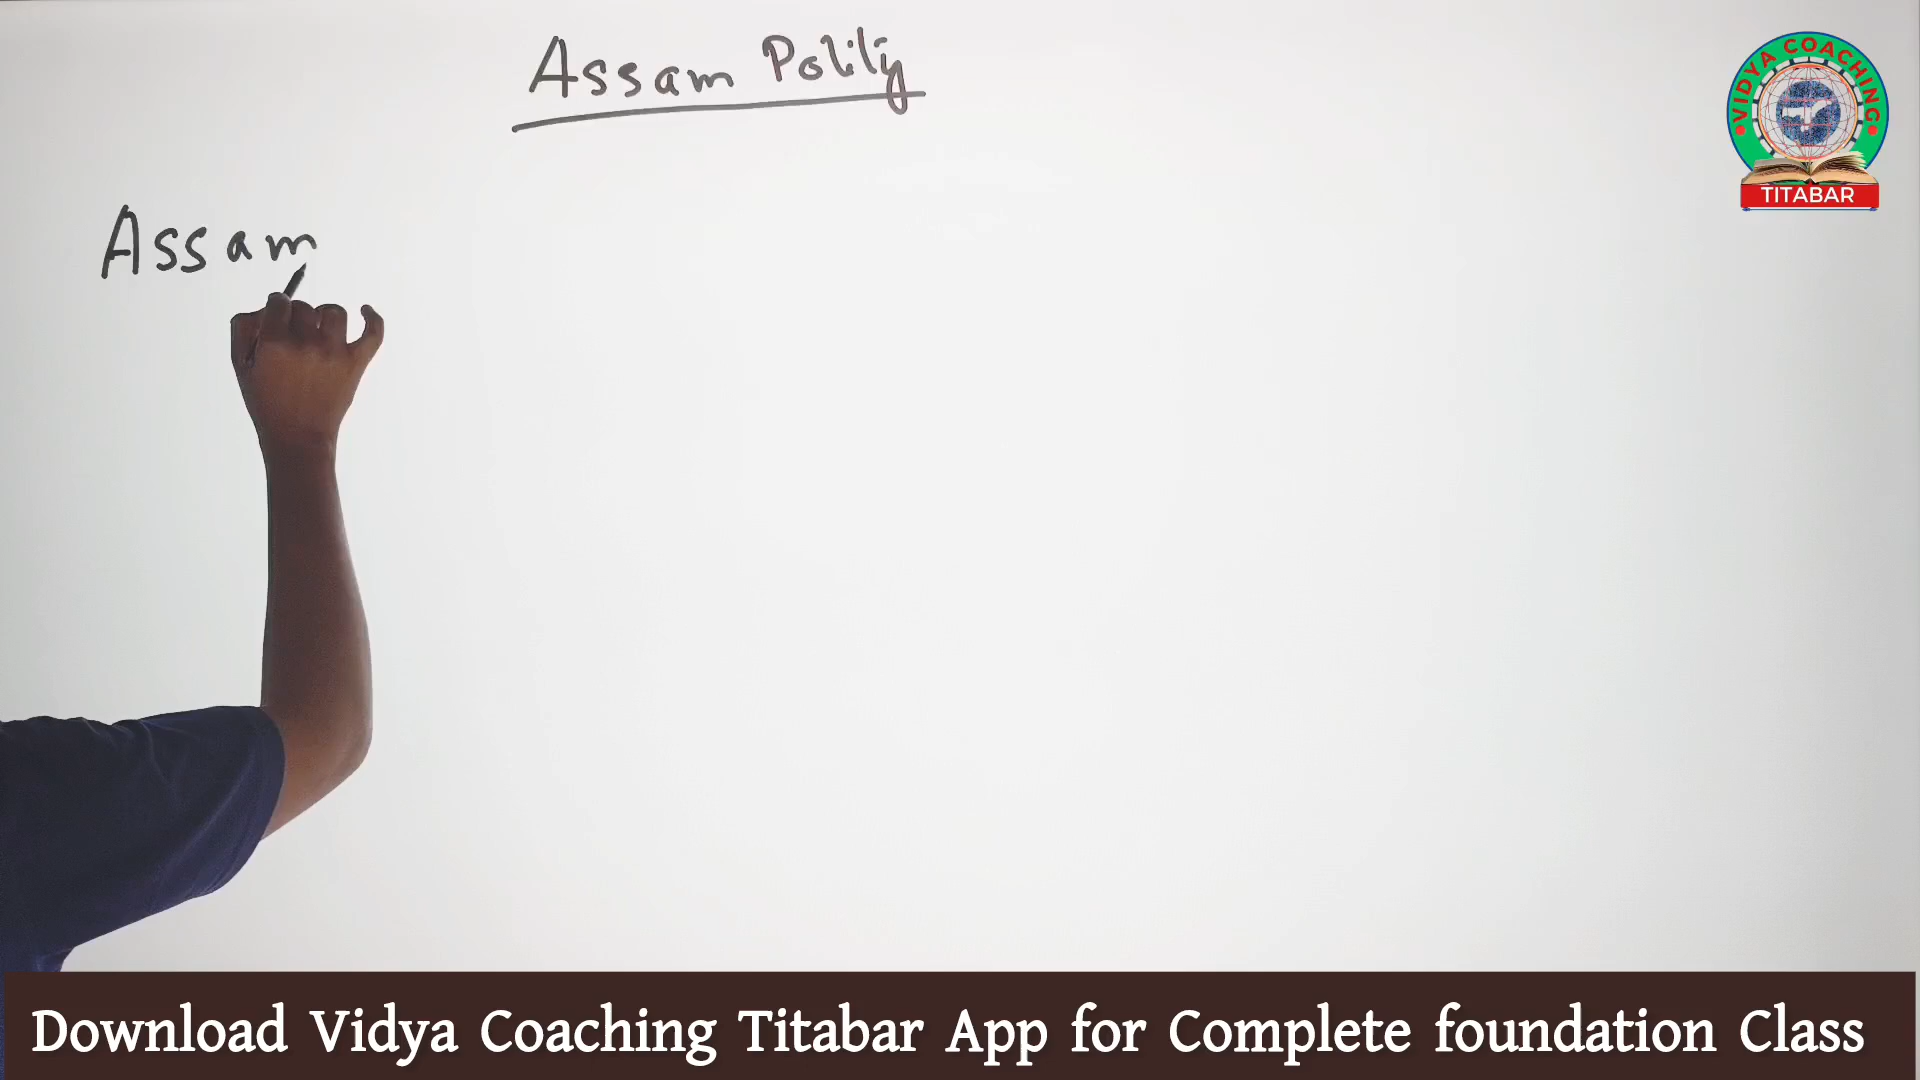 Assam Polity
VIDYA COACHING
TITABAR
Assam
Download Vidya Coaching Titabar App for Complete foundation Class